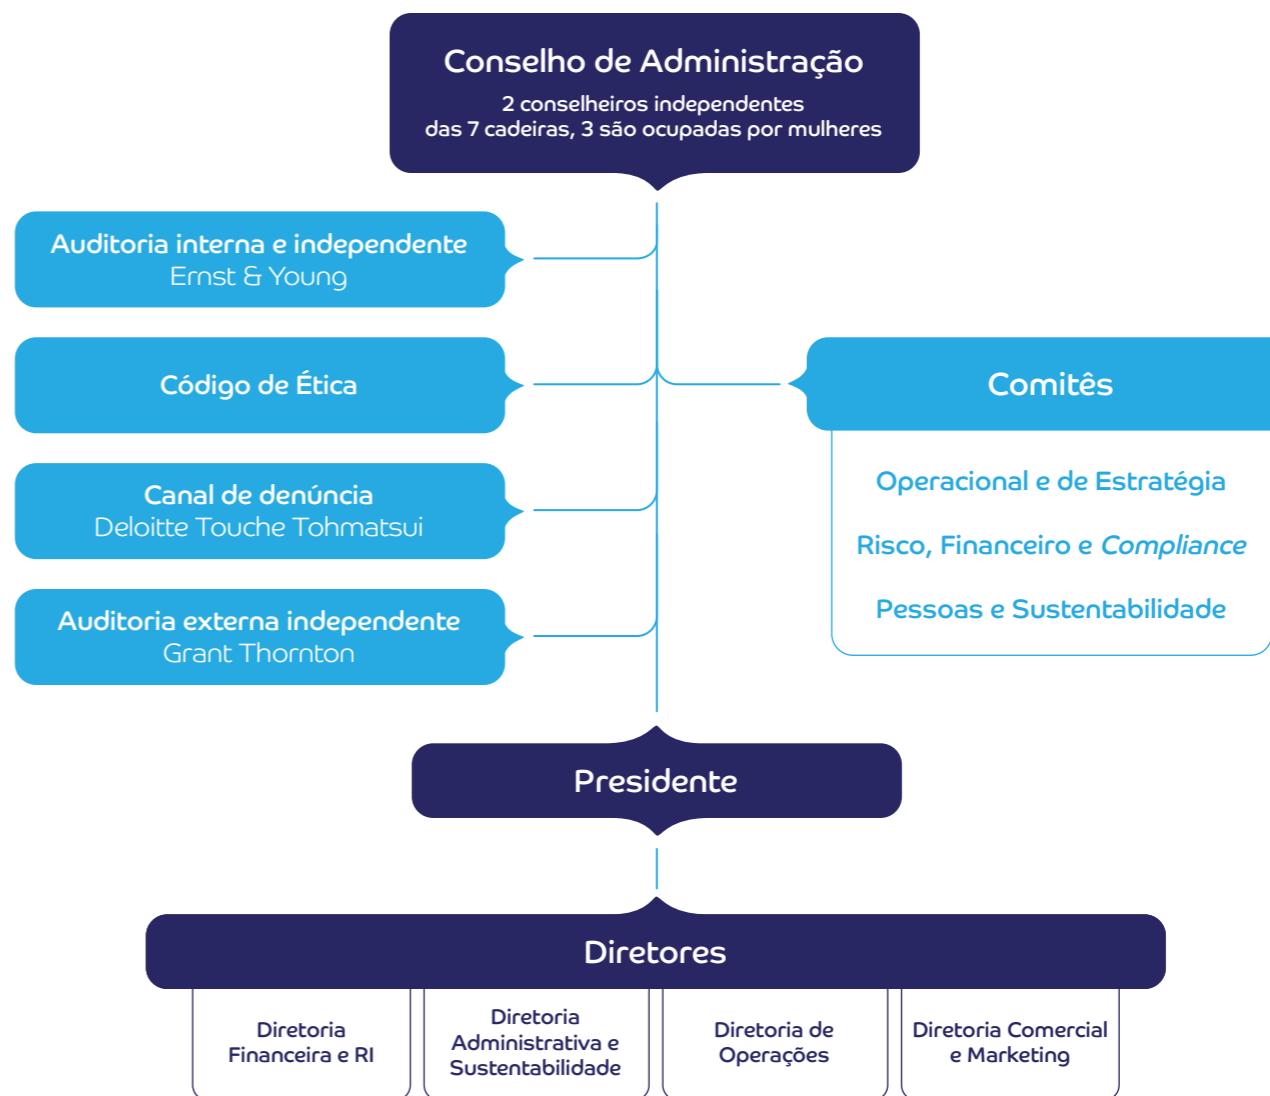 Conselho de Administração
2 conselheiros independentes
das 7 cadeiras, 3 são ocupadas por mulheres
Auditoria interna e independente
Ernst & Young
Código de Ética
Canal de denúncia
Deloitte Touche Tohmatsui
Auditoria externa independente
Grant Thornton
Comitês
Operacional e de Estratégia
Risco, Financeiro e Compliance
Pessoas e Sustentabilidade
Presidente
Diretores
Diretoria
Financeira e RI
Diretoria
Administrativa e
Sustentabilidade
Diretoria de
Operações
Diretoria Comercial
e Marketing